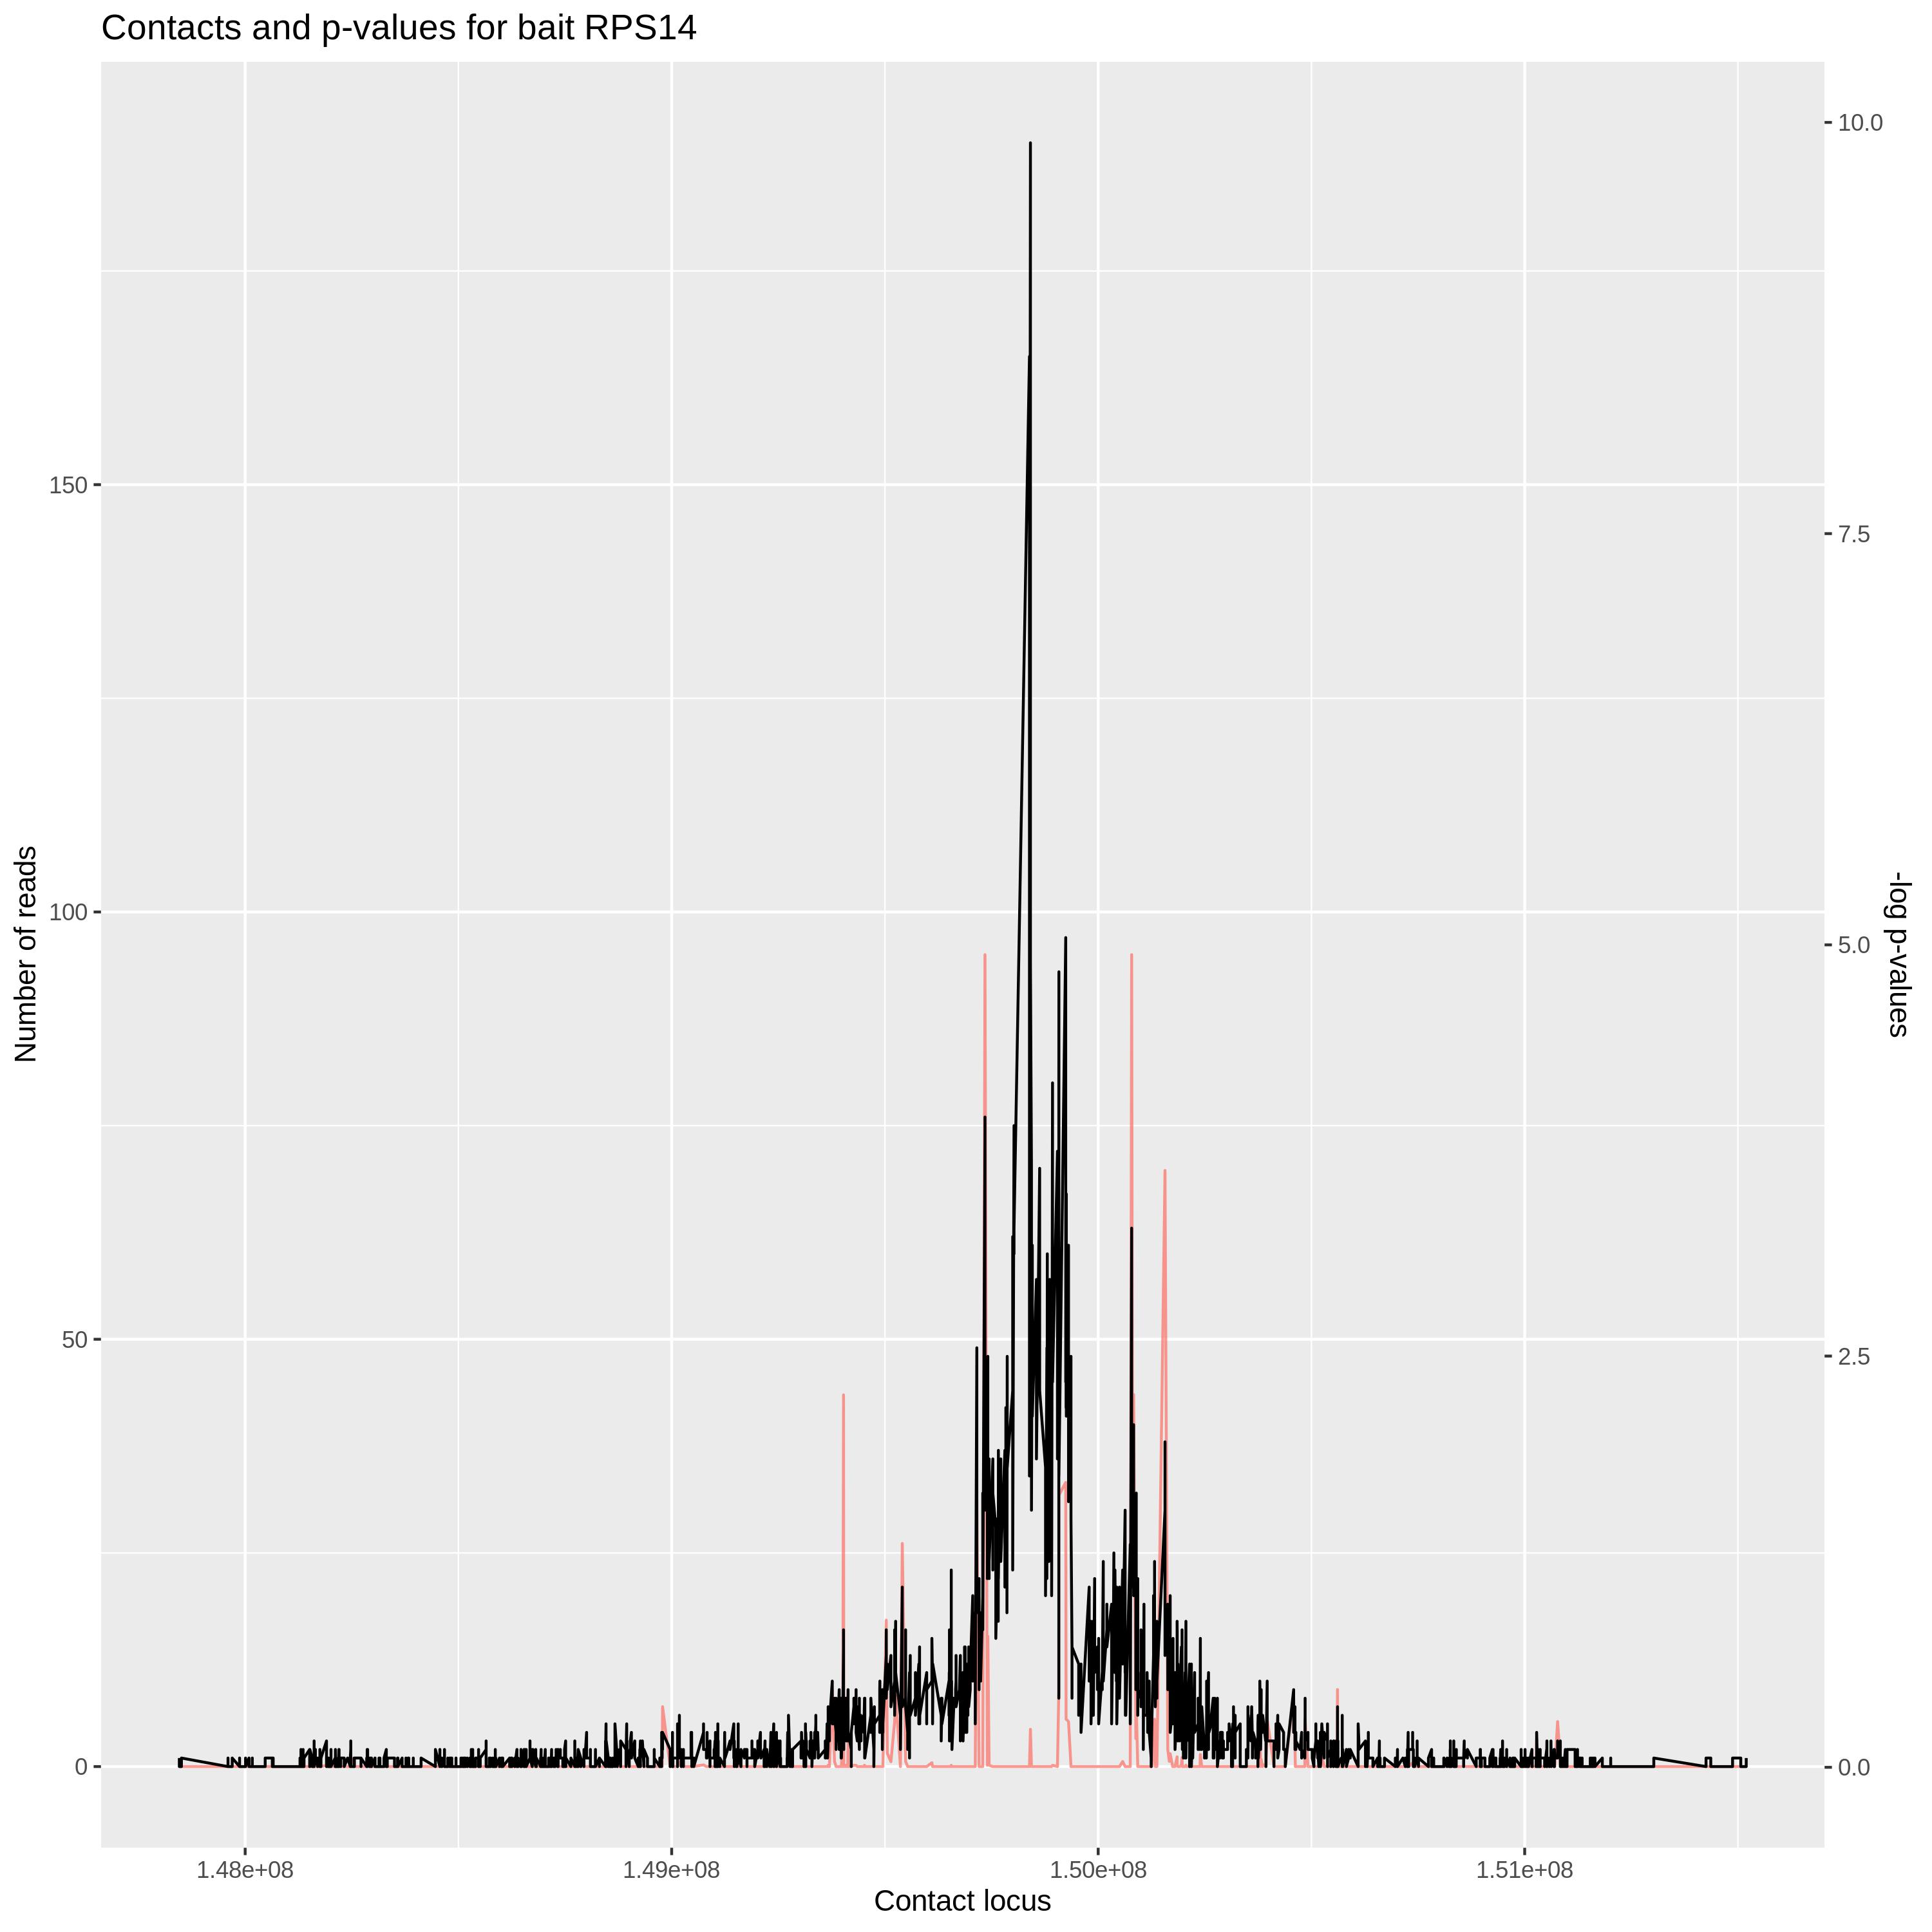 Contacts and p-values for bait RPS14
10.0
150
7.5
Number of reads
100
5.0
-log p-values
50
2.5
0
0.0
1.48e+08
1.49e+08
1.50e+08
1.51e+08
Contact locus